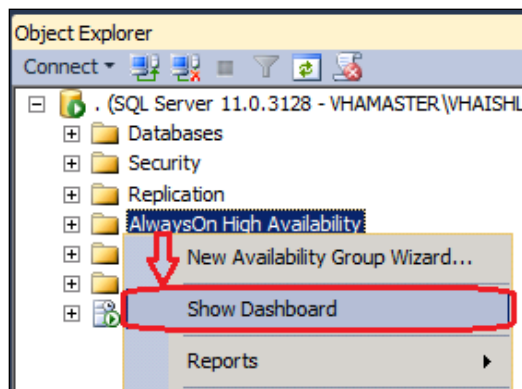 Object Explorer
Connect
. (SQL Server 11.0.3128 - VHAMASTER\VHAISHL
Databases
Security
Replication
AlwaysOn High Availability
New Availability Group Wizard...
Show Dashboard
Reports